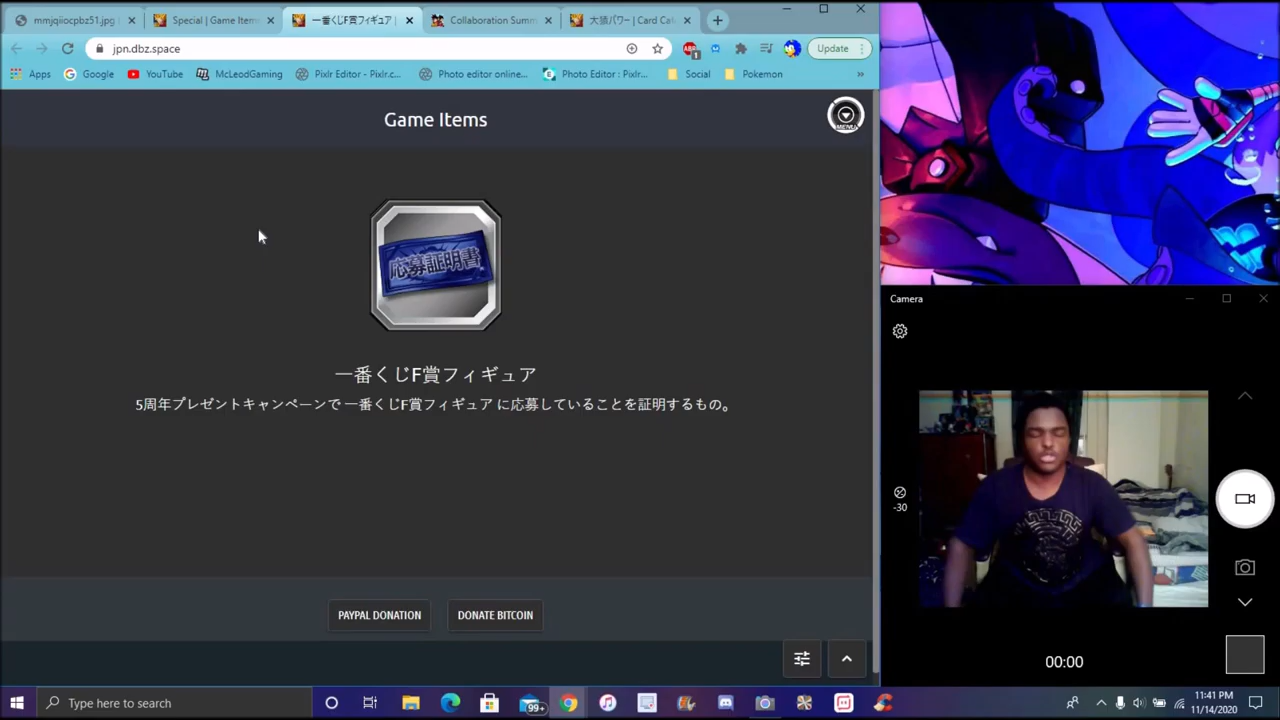 mmjqiiocpbz51.jpg
Special | Game Item
一番くじF賞フィギュア |
Collaboration Summ
大猿パワー | Card Ca
jpn.dbz.space
ABP
1
Update
Apps
Google
YouTube
McLeodGaming
Pixlr Editor - Pixlr.c...
Photo editor online...
Photo Editor : Pixlr...
Social
Pokemon
»
Game Items
MENU
応募証明書
一番くじF賞フィギュア
5周年プレゼントキャンペーンで 一番くじF賞フィギュア に応募していることを証明するもの。
PAYPAL DONATION
DONATE BITCOIN
Camera
-30
00:00
Type here to search
99+
11:41 PM
11/14/2020